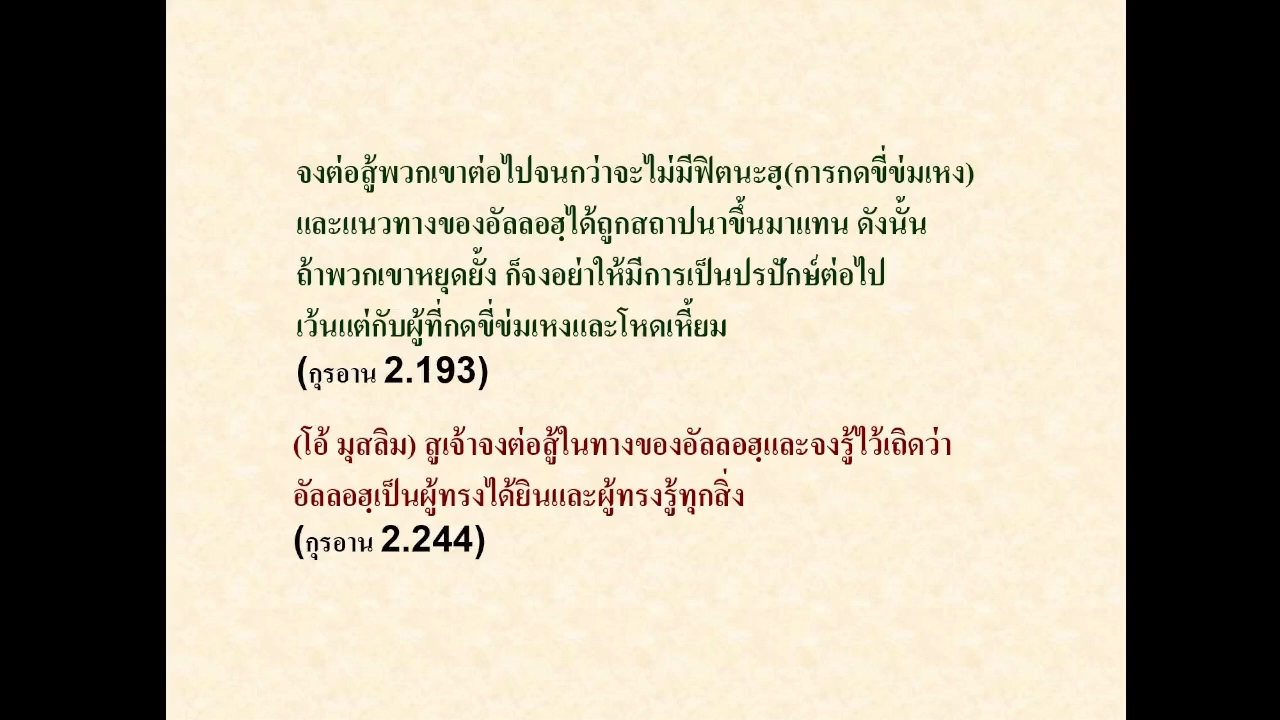 จงต่อสู้พวกเขาต่อไปจนกว่าจะไม่มีฟิตนะฮฺ(การกดขี่ข่มเหง)
และแนวทางของอัลลอฮฺได้ถูกสถาปนาขึ้นมาแทน ดังนั้น
ถ้าพวกเขาหยุดยั้ง ก็จงอย่าให้มีการเป็นปรปักษ์ต่อไป
เว้นแต่กับผู้ที่กดขี่ข่มเหงและโหดเหี้ยม
(กุรอาน 2.193)
(โอ้ มุสลิม) สูเจ้าจงต่อสู้ในทางของอัลลอฮฺและจงรู้ไว้เถิดว่า
อัลลอฮฺเป็นผู้ทรงได้ยินและผู้ทรงรู้ทุกสิ่ง
(กุรอาน 2.244)